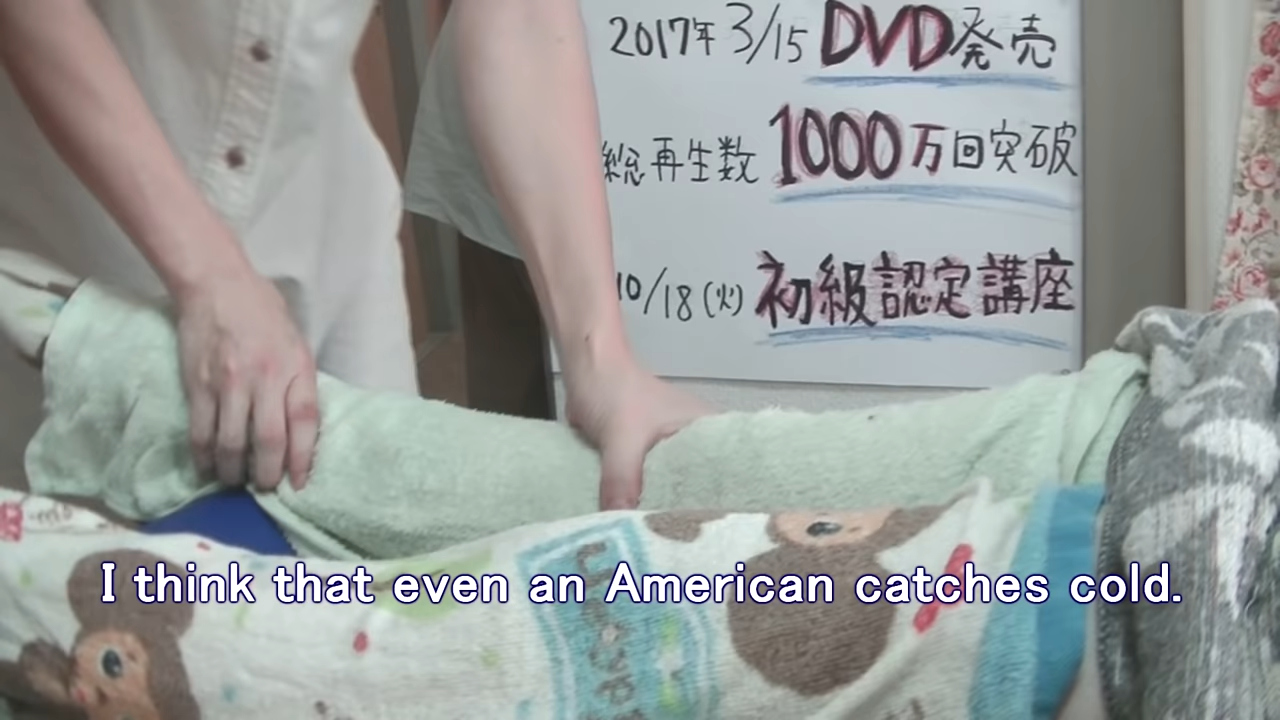 2017年 3/15 DVD発売
総再生数 1000万回突破
10/18(火) 初級認定講座
I think that even an American catches cold.